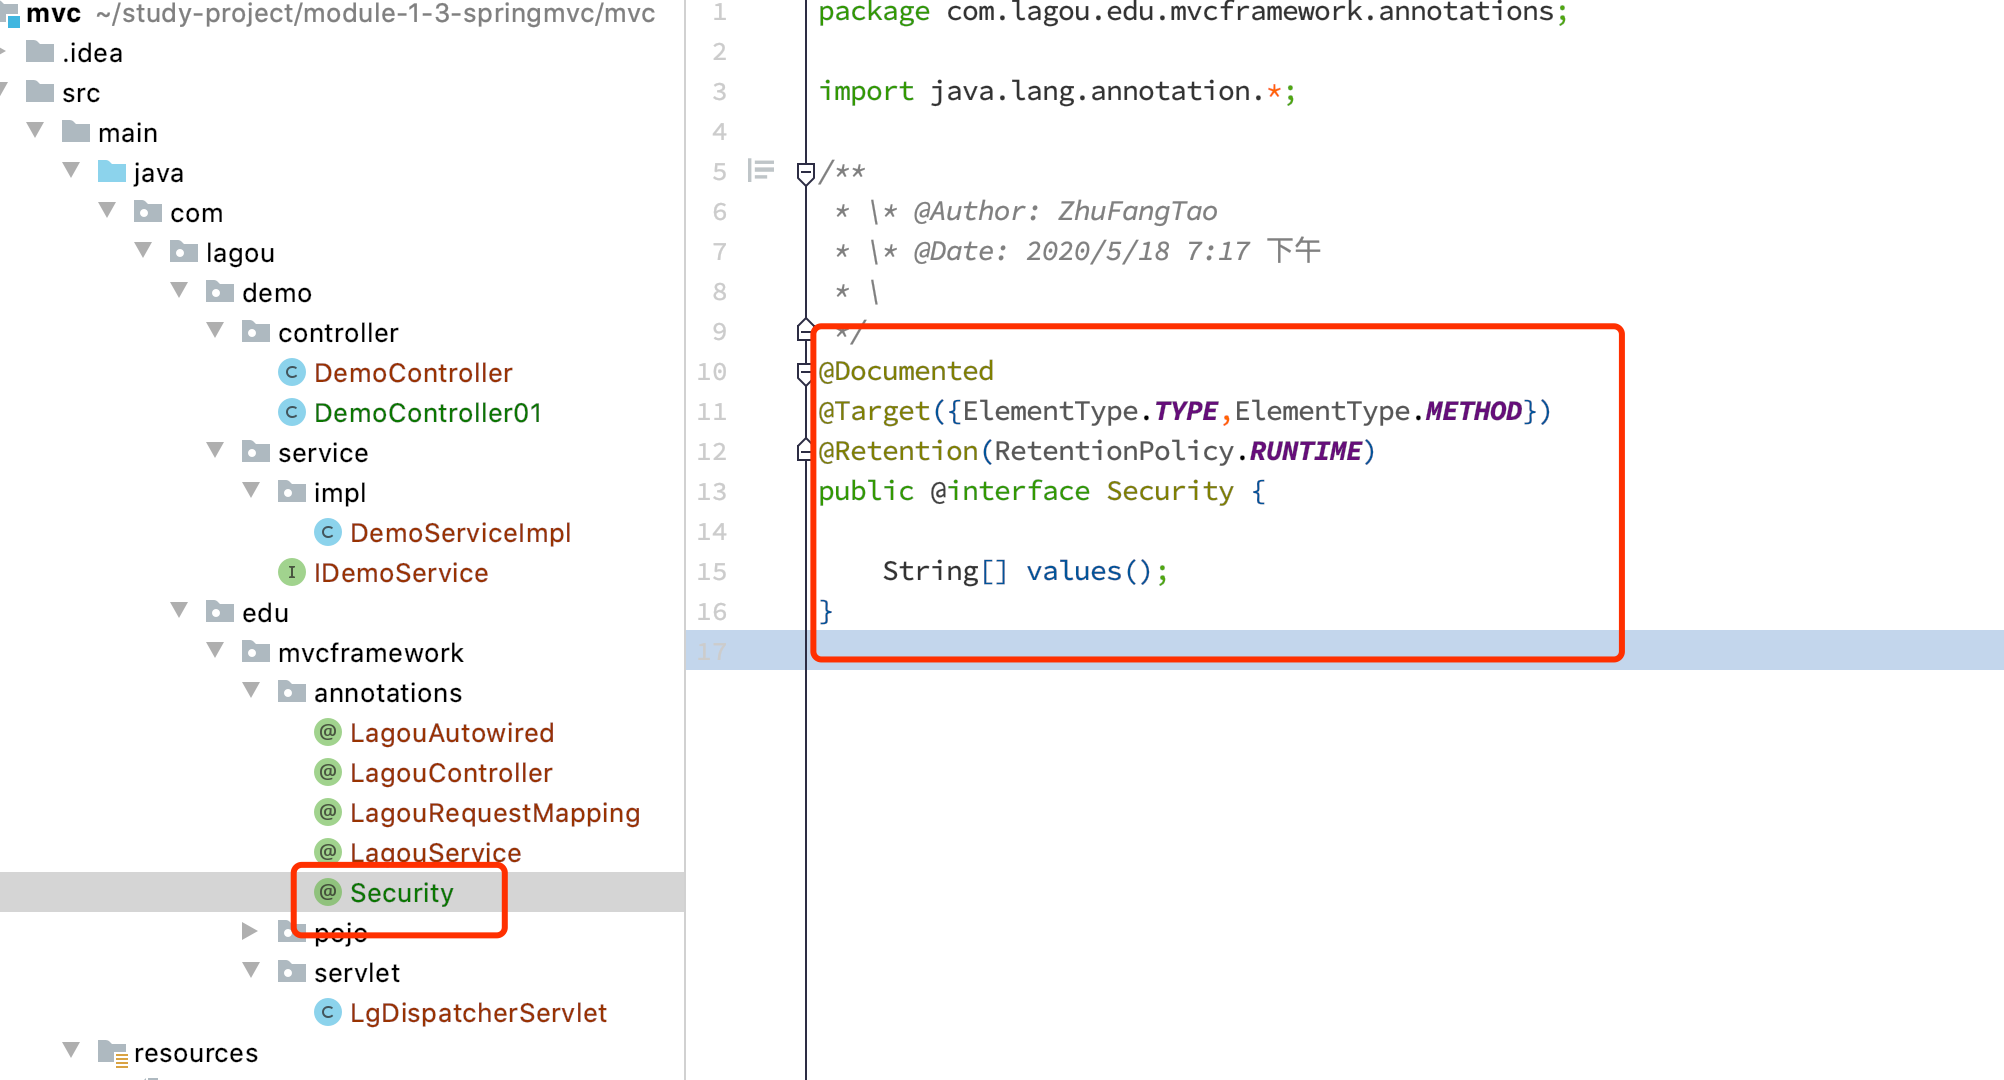 mvc ~/study-project/module-1-3-springmvc/mvc
.idea
src
main
java
com
lagou
demo
controller
C DemoController
C DemoController01
service
impl
C DemoServiceImpl
I IDemoService
edu
mvcframework
annotations
@ LagouAutowired
@ LagouController
@ LagouRequestMapping
@ LagouService
@ Security
pojo
servlet
C LgDispatcherServlet
resources
1 package com.lagou.edu.mvcframework.annotations;
2
3 import java.lang.annotation.*;
4
5 /**
6 * \* @Author: ZhuFangTao
7 * \* @Date: 2020/5/18 7:17 下午
8 * \
9 */
10 @Documented
11 @Target({ElementType.TYPE,ElementType.METHOD})
12 @Retention(RetentionPolicy.RUNTIME)
13 public @interface Security {
14
15 String[] values();
16 }
17